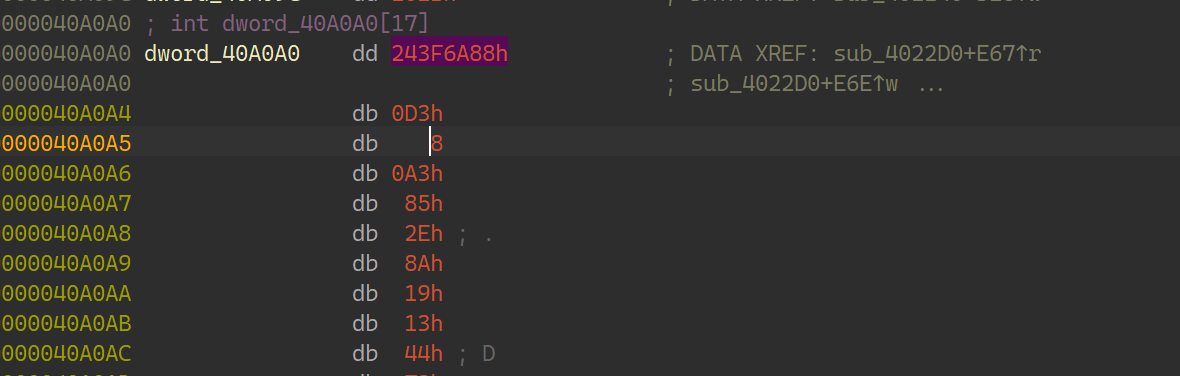 000040A0A0 ; int dword_40A0A0[17]
000040A0A0 dword_40A0A0 dd 243F6A88h ; DATA XREF: sub_4022D0+E67↑r
000040A0A0 ; sub_4022D0+E6E↑w ...
000040A0A4 db 0D3h
000040A0A5 db 8
000040A0A6 db 0A3h
000040A0A7 db 85h
000040A0A8 db 2Eh ; .
000040A0A9 db 8Ah
000040A0AA db 19h
000040A0AB db 13h
000040A0AC db 44h ; D